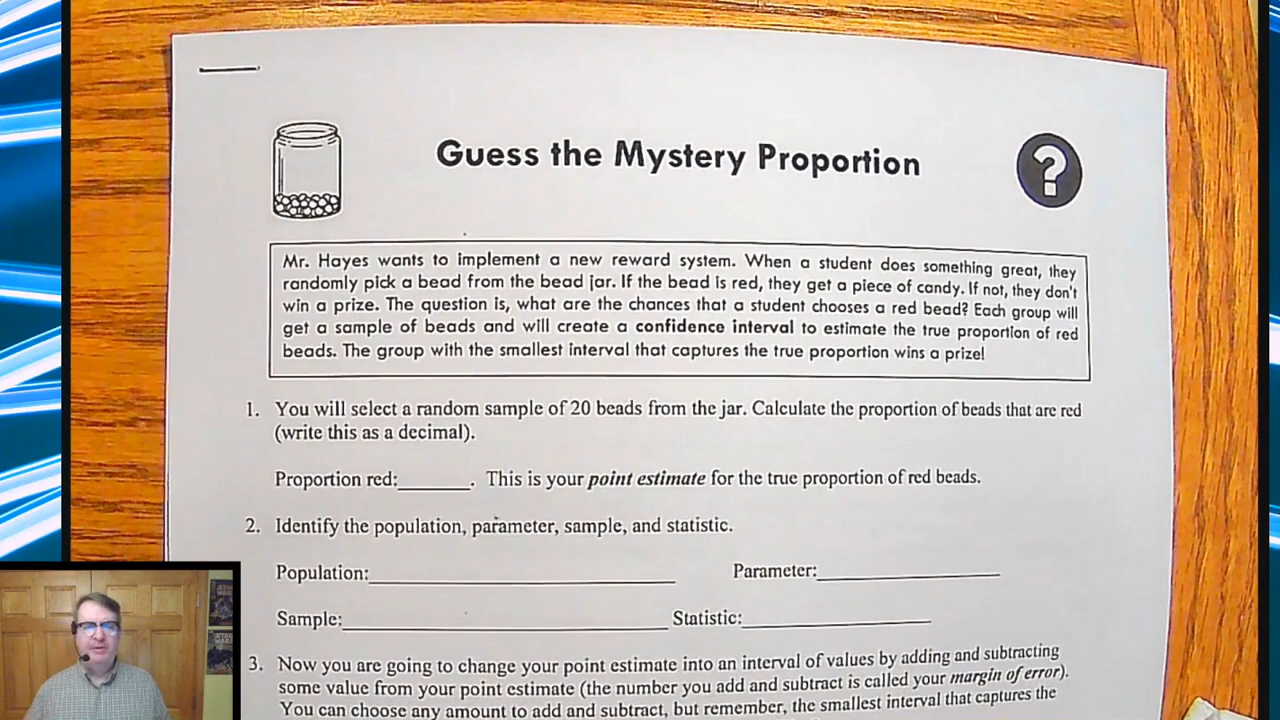 ?
Guess the Mystery Proportion
Mr. Hayes wants to implement a new reward system. When a student does something great, they
randomly pick a bead from the bead jar. If the bead is red, they get a piece of candy. If not, they don't
win a prize. The question is, what are the chances that a student chooses a red bead? Each group will
get a sample of beads and will create a confidence interval to estimate the true proportion of red
beads. The group with the smallest interval that captures the true proportion wins a prize!
1. You will select a random sample of 20 beads from the jar. Calculate the proportion of beads that are red
(write this as a decimal).
Proportion red:_______. This is your point estimate for the true proportion of red beads.
2. Identify the population, parameter, sample, and statistic.
Population:______________________________ Parameter:__________________
Sample:________________________________ Statistic:__________________
3. Now you are going to change your point estimate into an interval of values by adding and subtracting
some value from your point estimate (the number you add and subtract is called your margin of error).
You can choose any amount to add and subtract, but remember, the smallest interval that captures the